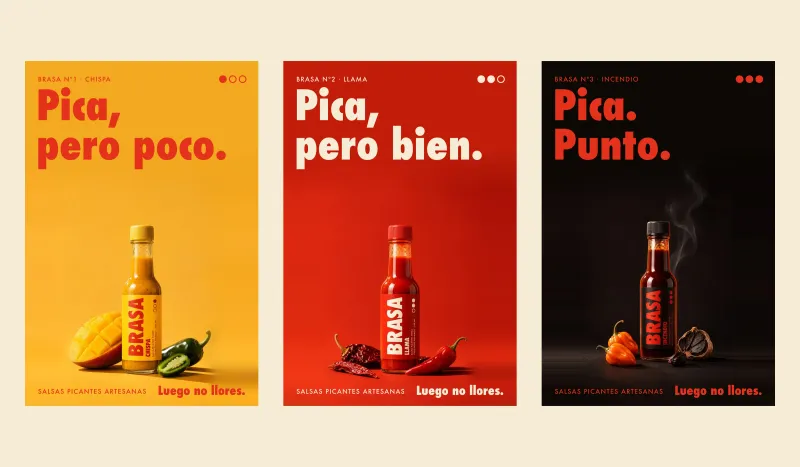 BRASA Nº1 · CHISPA
Pica,
pero poco.
BRASA
CHISPA
SALSAS PICANTES ARTESANAS
Luego no llores.
BRASA Nº2 · LLAMA
Pica,
pero bien.
BRASA
LLAMA
SALSAS PICANTES ARTESANAS
Luego no llores.
BRASA Nº3 · INCENDIO
Pica.
Punto.
BRASA
INCENDIO
SALSAS PICANTES ARTESANAS
Luego no llores.